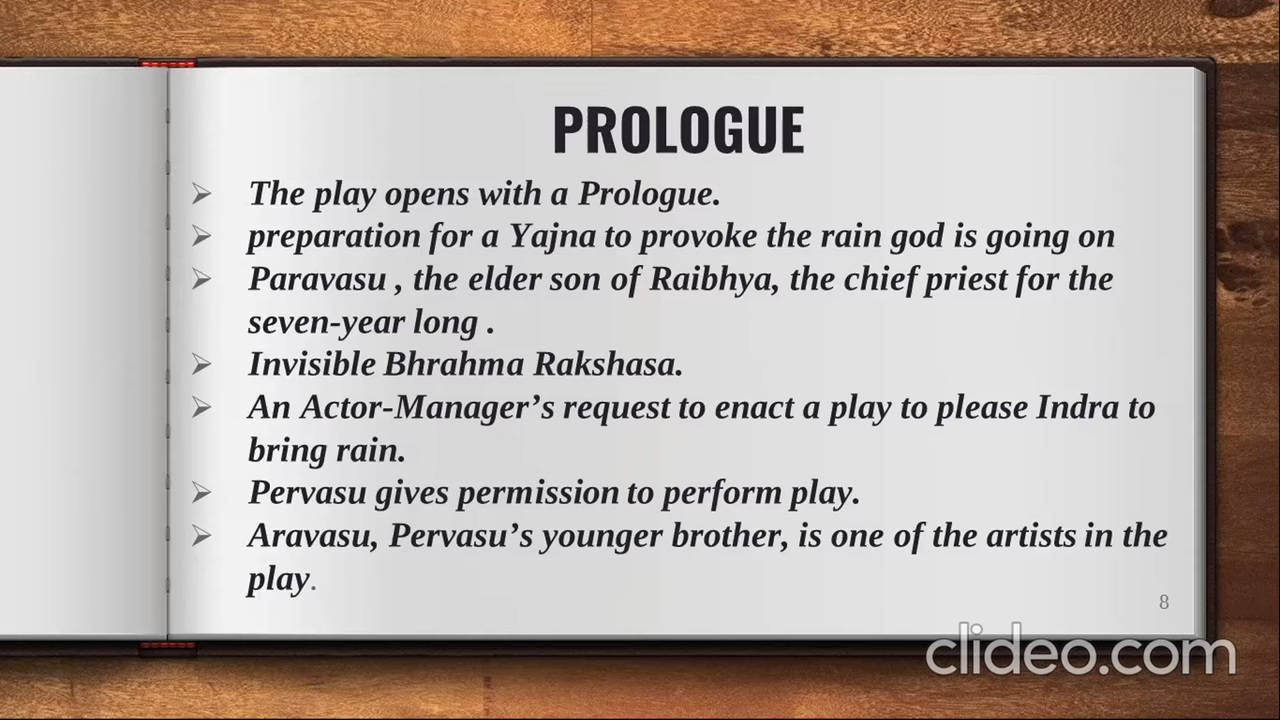 PROLOGUE
The play opens with a Prologue.
preparation for a Yajna to provoke the rain god is going on
Paravasu , the elder son of Raibhya, the chief priest for the
seven-year long .
Invisible Bhrahma Rakshasa.
An Actor-Manager’s request to enact a play to please Indra to
bring rain.
Pervasu gives permission to perform play.
Aravasu, Pervasu’s younger brother, is one of the artists in the
play.
8
clideo.com